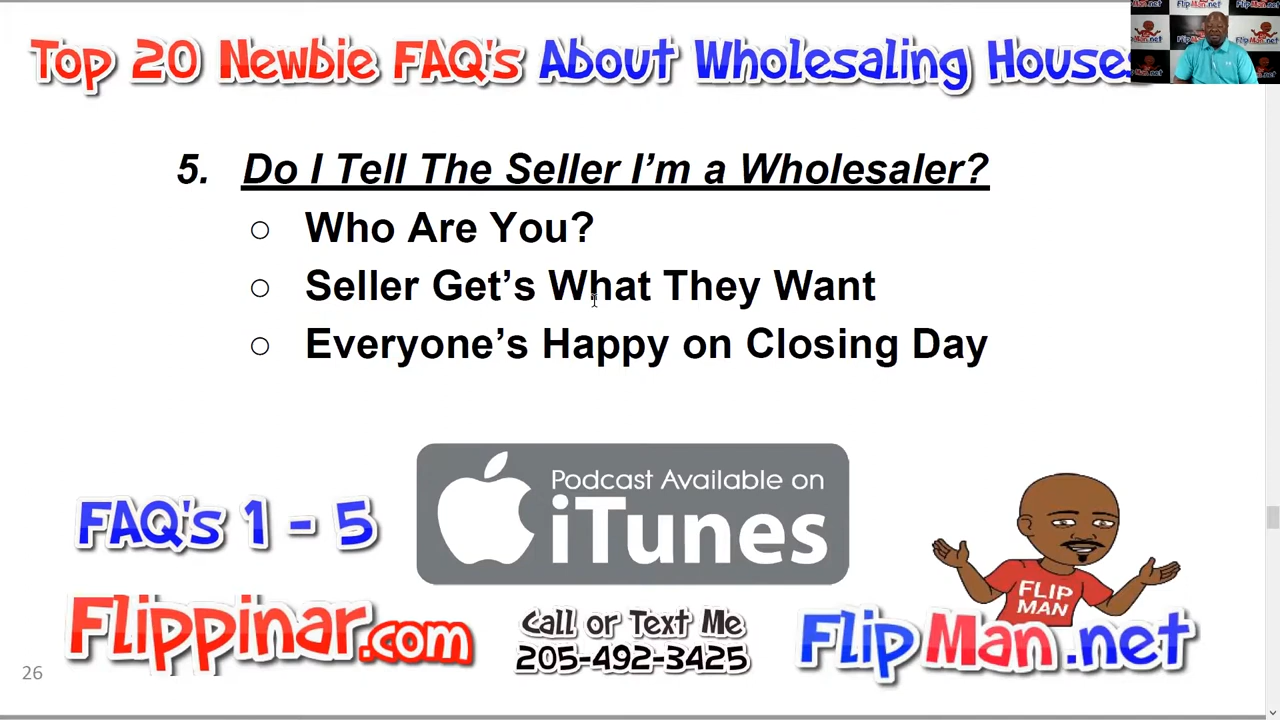 Top 20 Newbie FAQ's About Wholesaling Houses
FlipMan.net
5. Do I Tell The Seller I’m a Wholesaler?
○ Who Are You?
○ Seller Get’s What They Want
○ Everyone’s Happy on Closing Day
Podcast Available on
iTunes
FAQ's 1 - 5
FLIP
MAN
Flippinar.com
Call or Text Me
205-492-3425
FlipMan.net
26